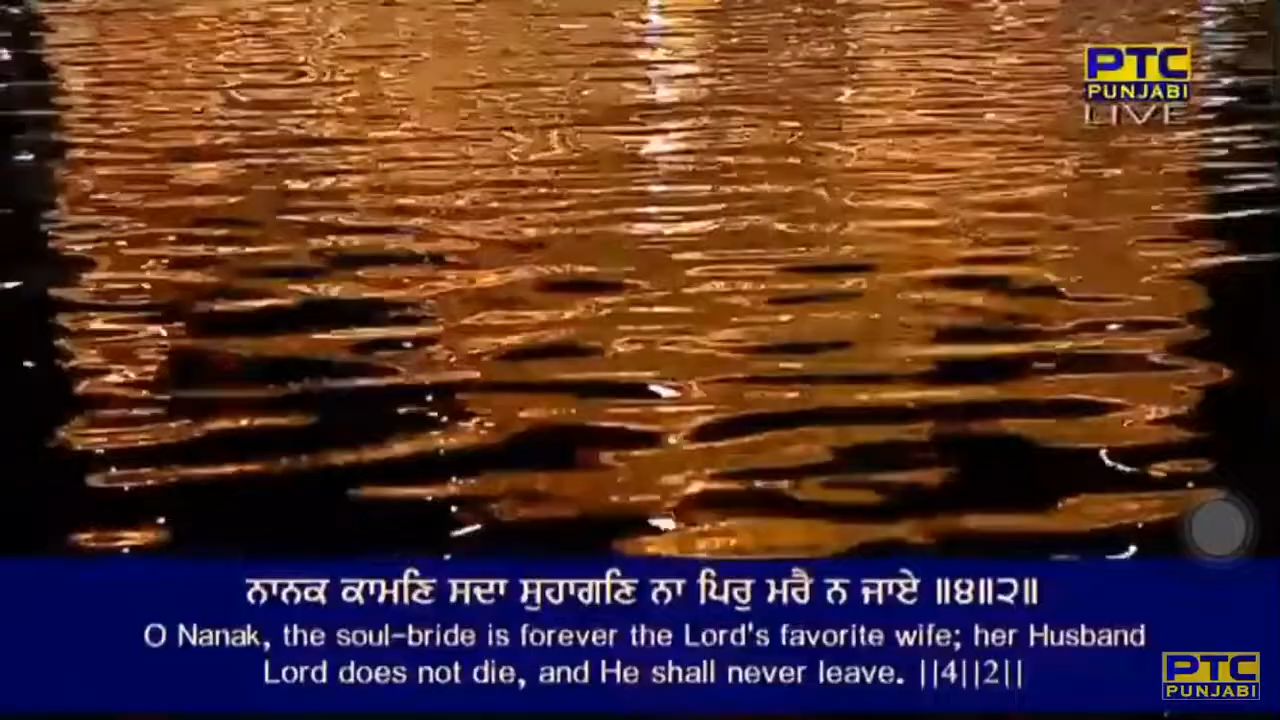 PTC
PUNJABI
LIVE
ਨਾਨਕ ਕਾਮਣਿ ਸਦਾ ਸੁਹਾਗਣਿ ਨਾ ਪਿਰੁ ਮਰੈ ਨ ਜਾਏ ॥੪॥੨॥
O Nanak, the soul-bride is forever the Lord's favorite wife; her Husband
Lord does not die, and He shall never leave. ||4||2||
PTC
PUNJABI